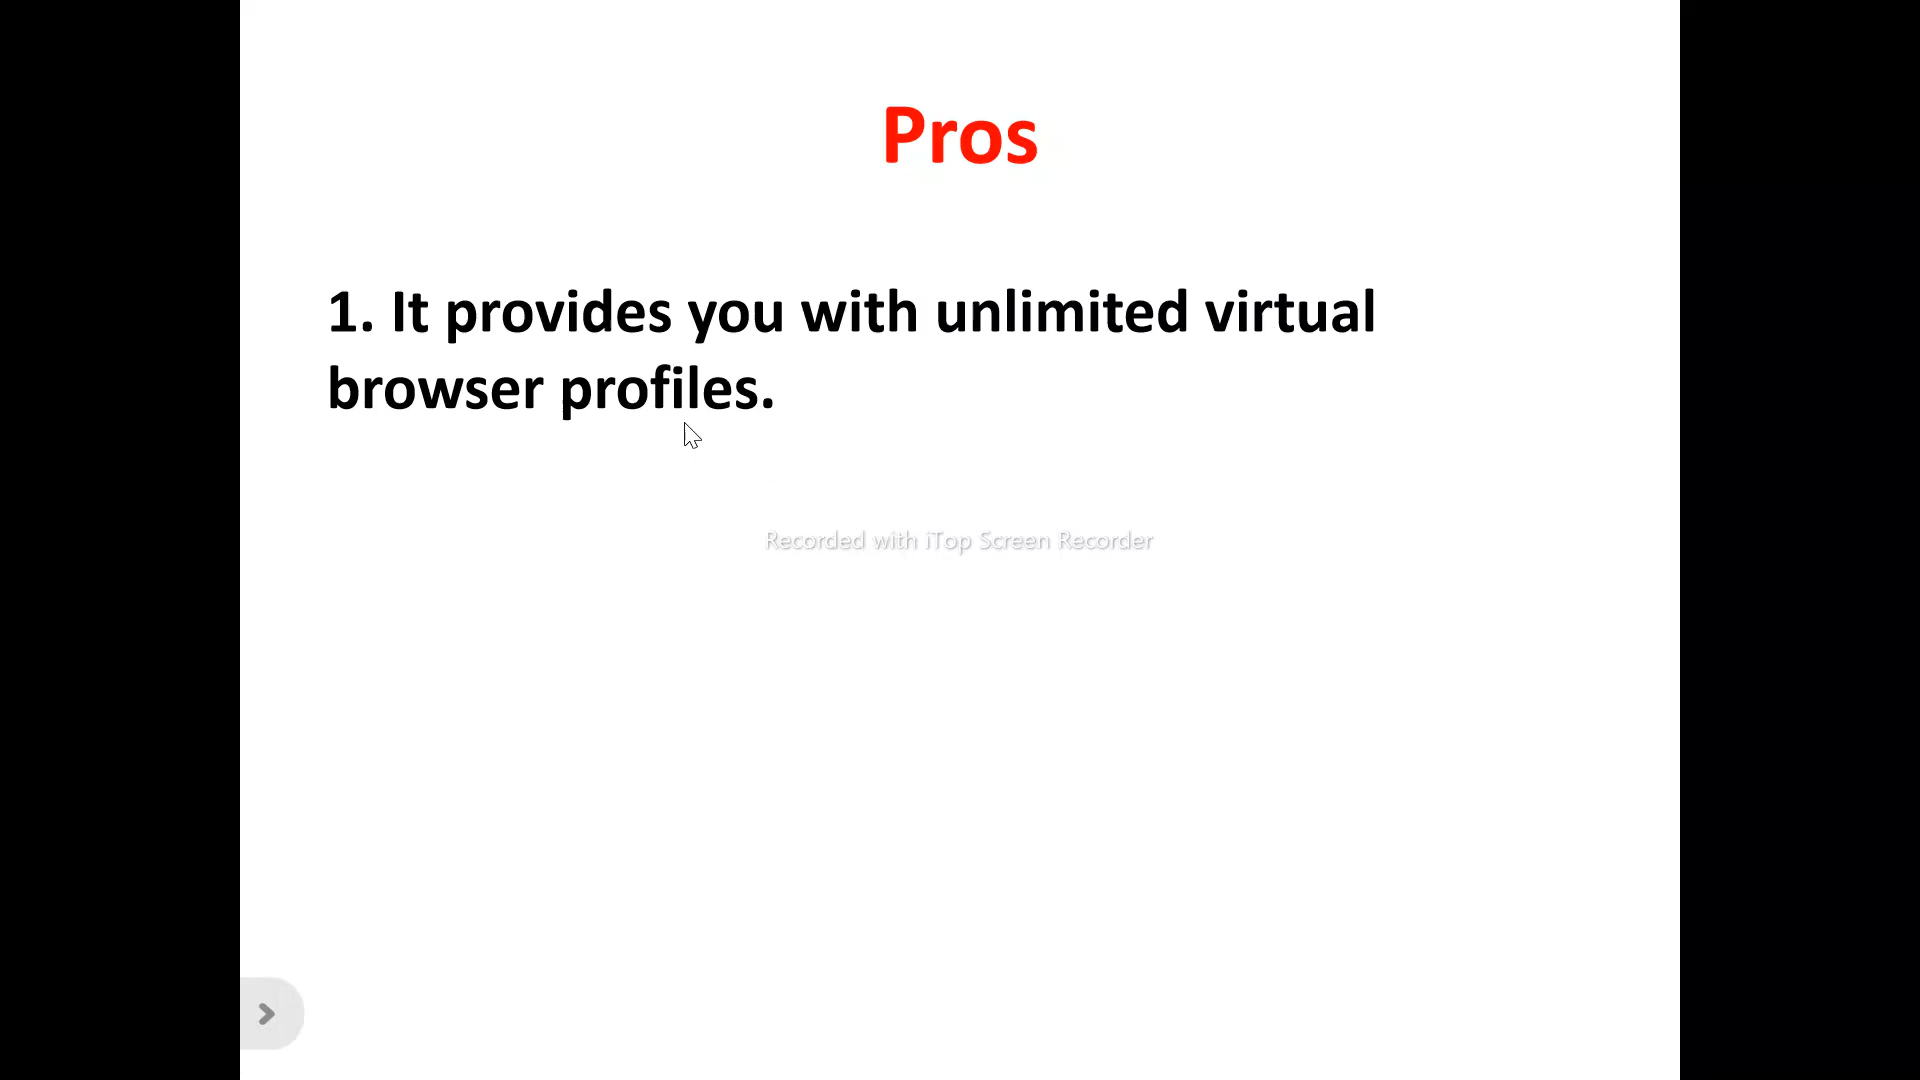 Pros
1. It provides you with unlimited virtual
browser profiles.
Recorded with iTop Screen Recorder